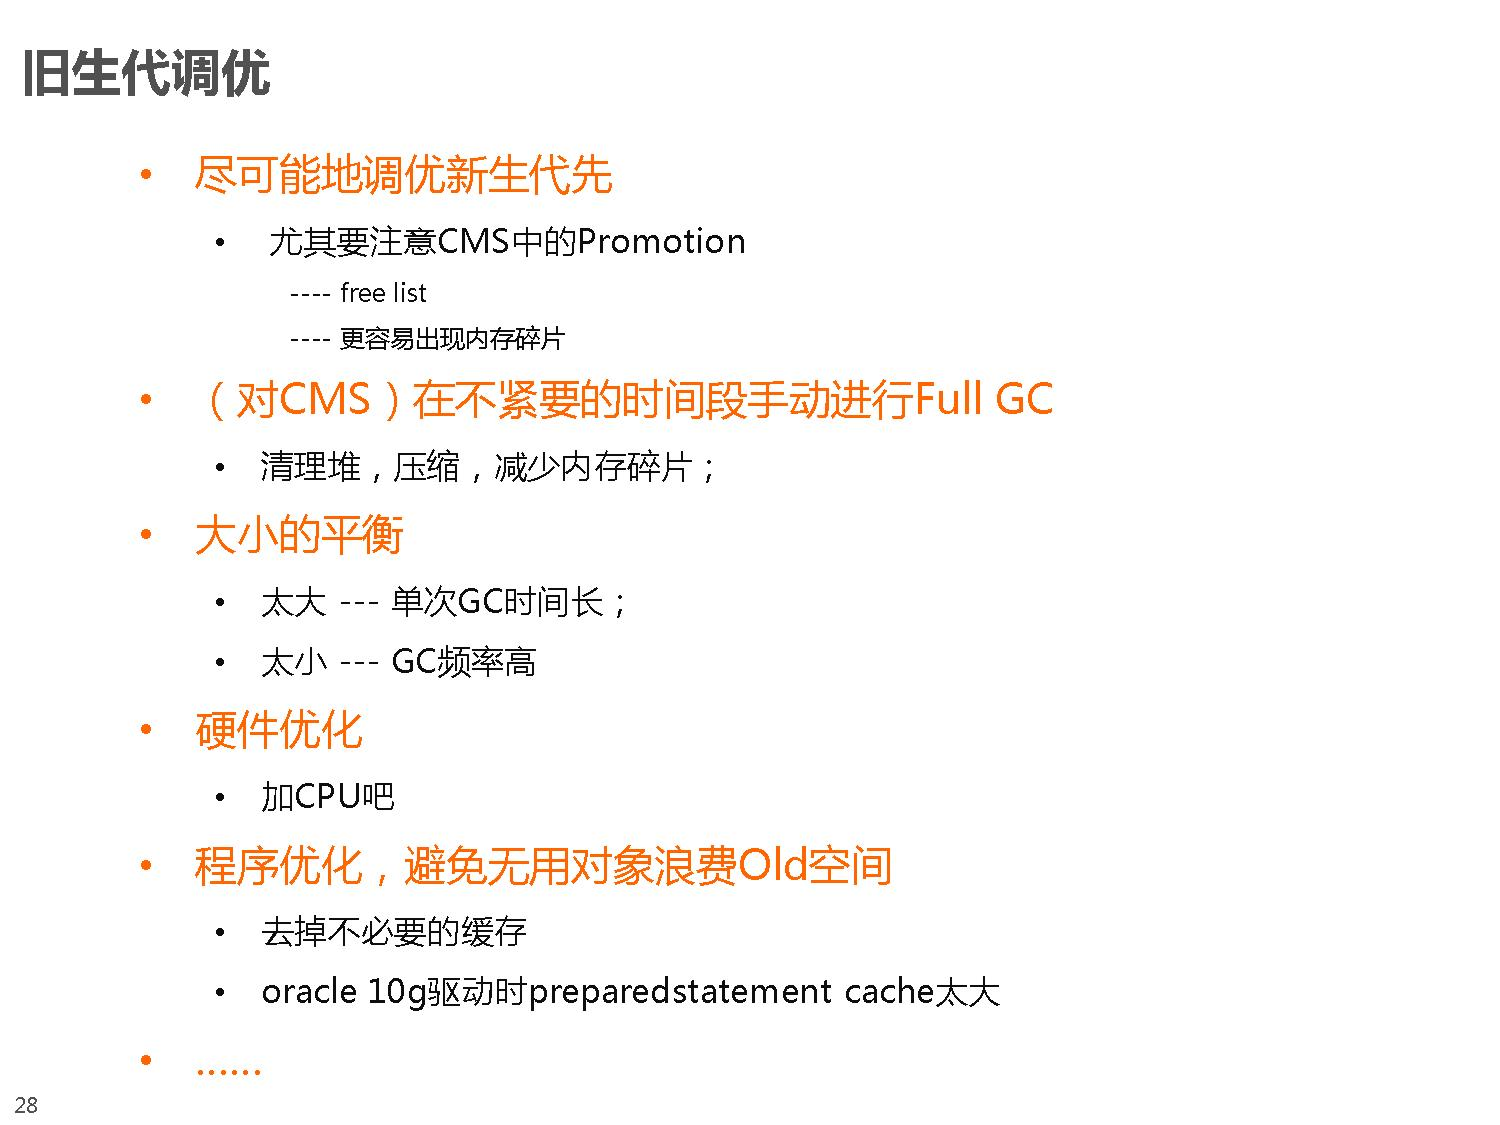 旧生代调优
• 尽可能地调优新生代先
• 尤其要注意CMS中的Promotion
---- free list
---- 更容易出现内存碎片
• （对CMS）在不紧要的时间段手动进行Full GC
• 清理堆，压缩，减少内存碎片；
• 大小的平衡
• 太大 --- 单次GC时间长；
• 太小 --- GC频率高
• 硬件优化
• 加CPU吧
• 程序优化，避免无用对象浪费Old空间
• 去掉不必要的缓存
• oracle 10g驱动时preparedstatement cache太大
• ……
28